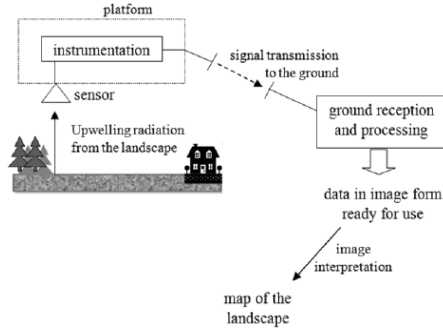 platform
instrumentation
sensor
signal transmission
to the ground
Upwelling radiation
from the landscape
ground reception
and processing
data in image form
ready for use
image
interpretation
map of the
landscape